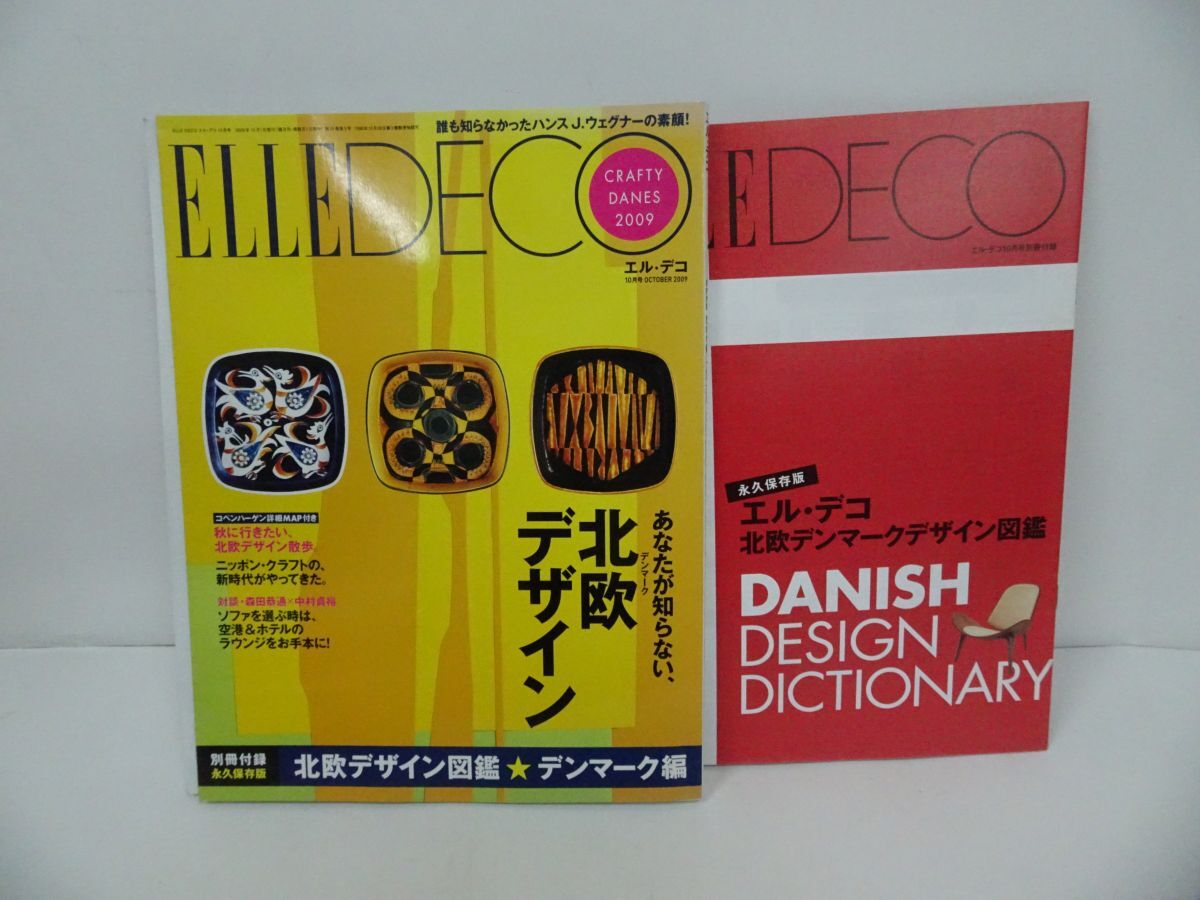 誰も知らなかったハンス J.ウェグナーの素顔!
ELLE DECO
CRAFTY
DANES
2009
エル・デコ
10月号 OCTOBER 2009
あなたが知らない、
北欧
デンマーク
デザイン
コペンハーゲン詳細MAP付き
秋に行きたい、
北欧デザイン散歩。
ニッポン・クラフトの、
新時代がやってきた。
対談・森田恭通×中村貞裕
ソファを選ぶ時は、
空港&ホテルの
ラウンジをお手本に!
別冊付録
永久保存版
北欧デザイン図鑑★デンマーク編
LE DECO
エル・デコ10月号別冊付録
永久保存版
エル・デコ
北欧デンマークデザイン図鑑
DANISH
DESIGN
DICTIONARY